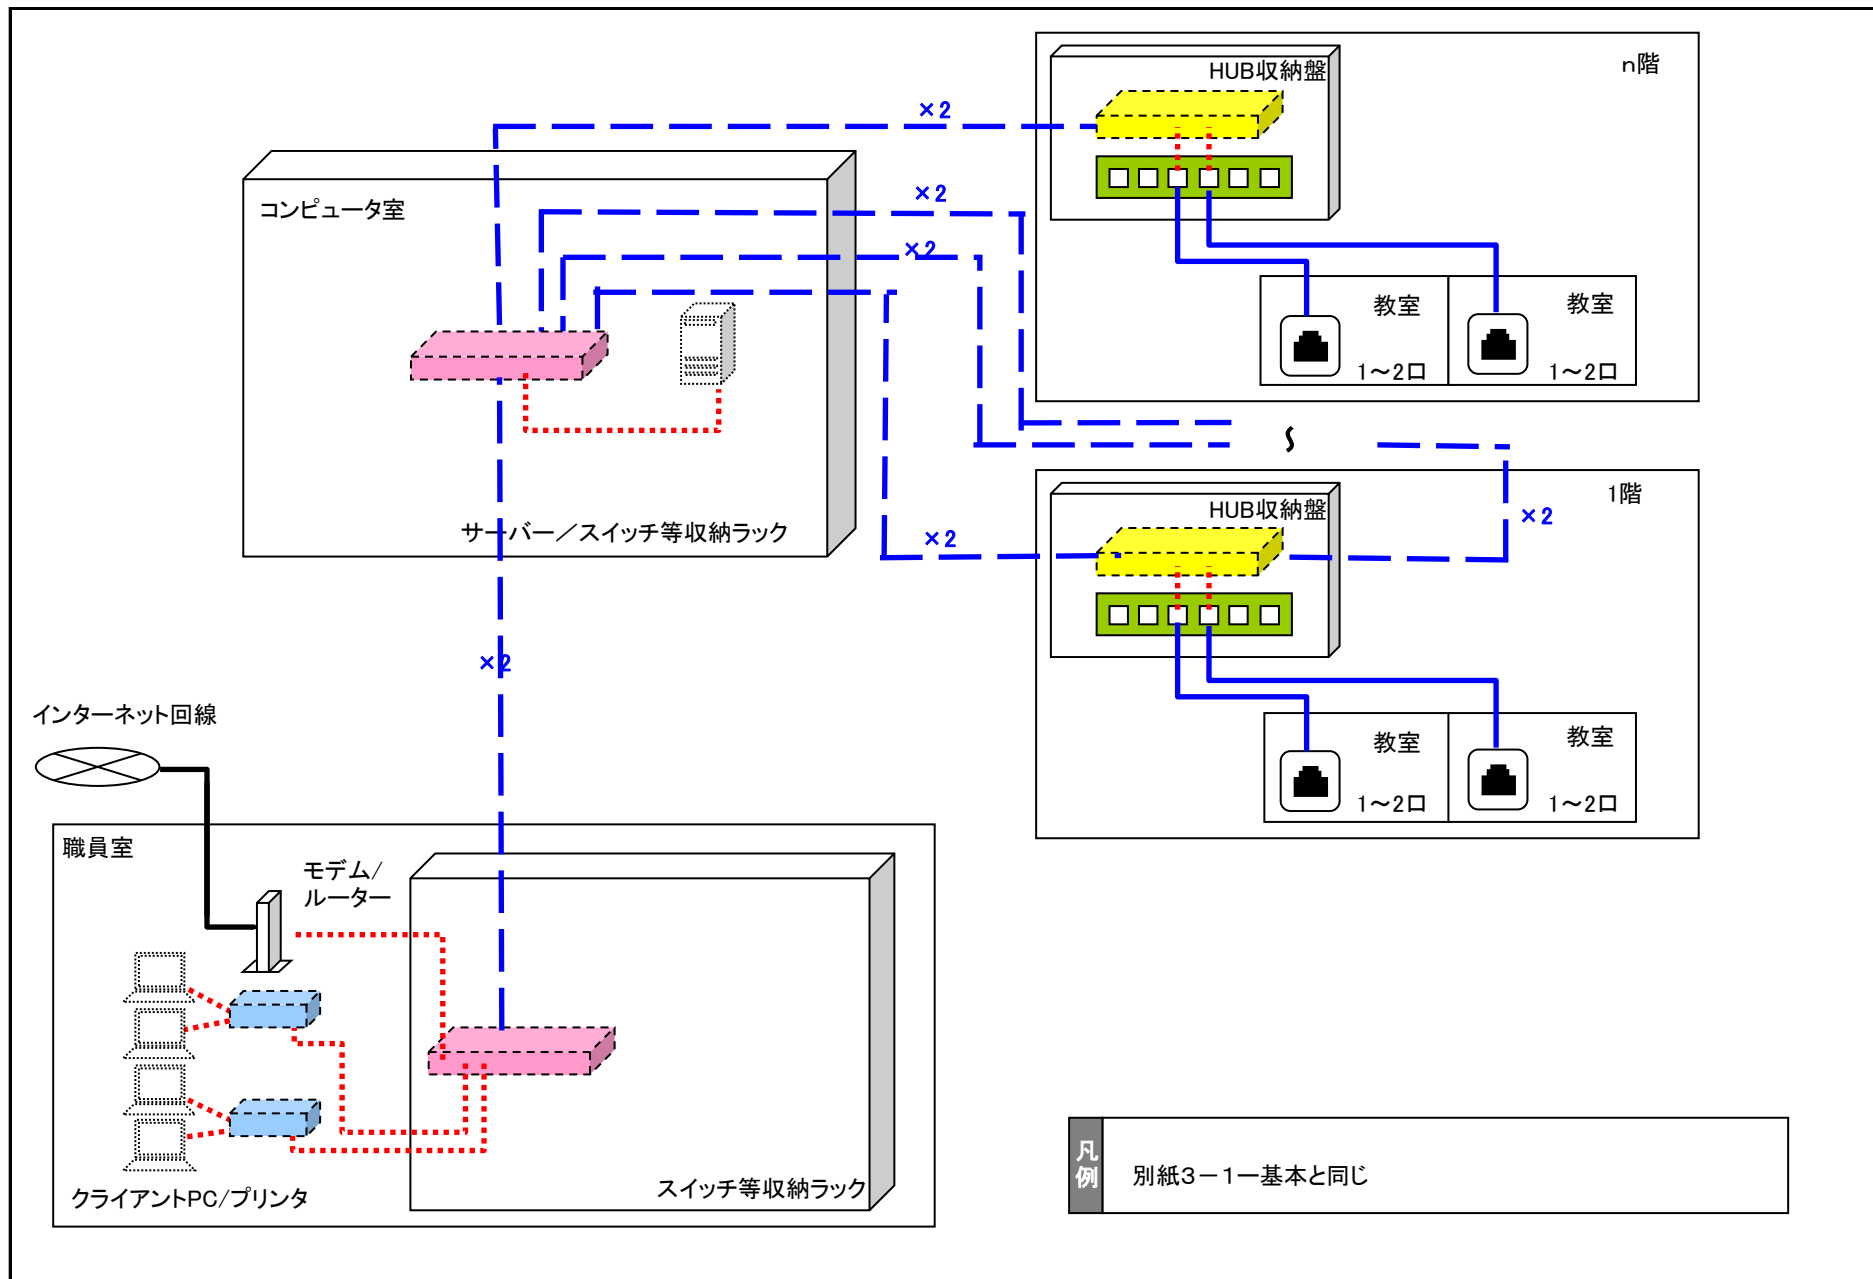 n階
HUB収納盤
×2
コンピュータ室
×2
×2
教室
教室
1～2口
1～2口
サーバー／スイッチ等収納ラック
1階
HUB収納盤
×2
×2
×2
インターネット回線
教室
教室
1～2口
1～2口
職員室
モデム/
ルーター
クライアントPC/プリンタ
スイッチ等収納ラック
凡例
別紙３－１－基本と同じ